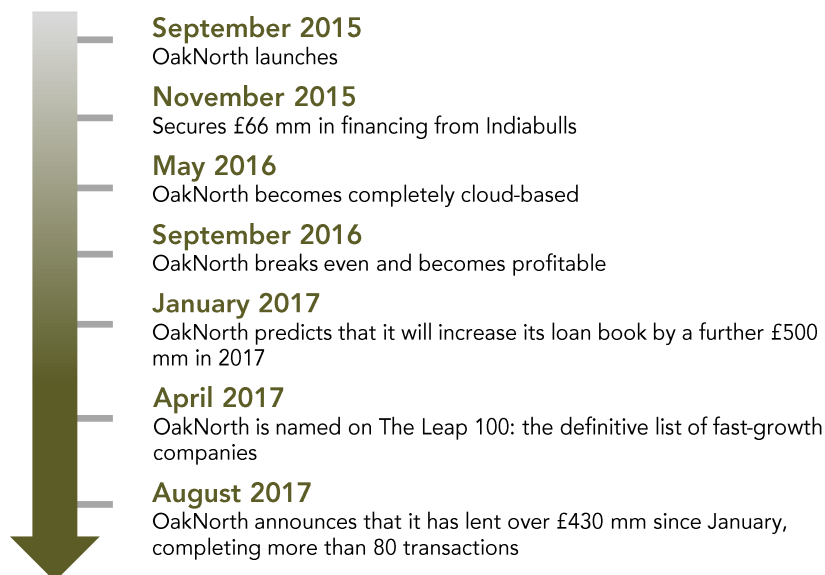 September 2015
OakNorth launches
November 2015
Secures £66 mm in financing from Indiabulls
May 2016
OakNorth becomes completely cloud-based
September 2016
OakNorth breaks even and becomes profitable
January 2017
OakNorth predicts that it will increase its loan book by a further £500
mm in 2017
April 2017
OakNorth is named on The Leap 100: the definitive list of fast-growth
companies
August 2017
OakNorth announces that it has lent over £430 mm since January,
completing more than 80 transactions